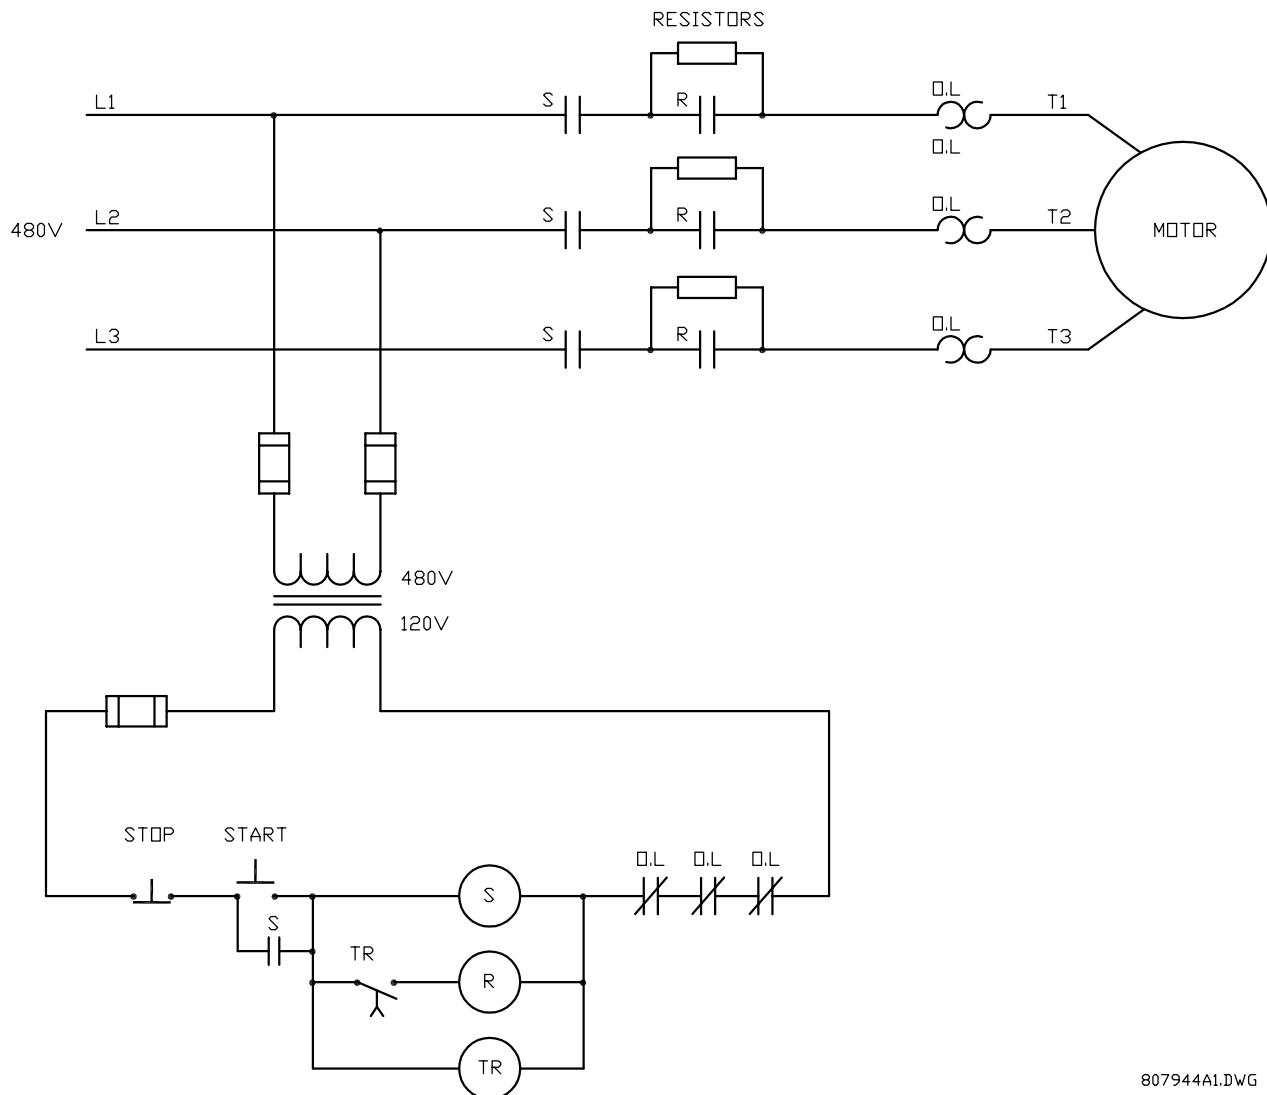 RESISTORS
L1
S
R
O.L
T1
O.L
480V
L2
S
R
O.L
T2
MOTOR
L3
S
R
O.L
T3
480V
120V
STOP
START
S
O.L
O.L
O.L
S
TR
R
TR
807944A1.DWG